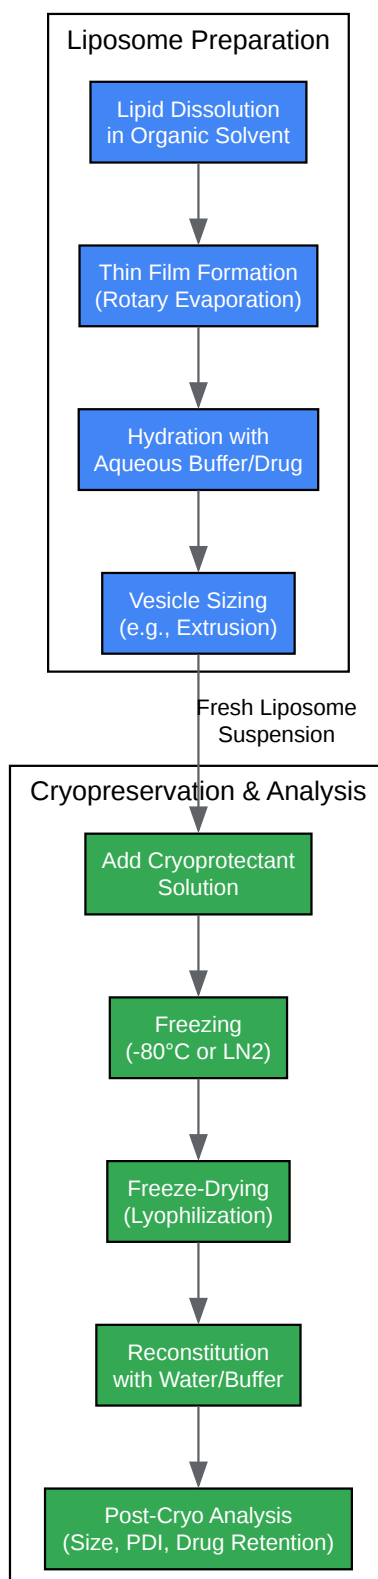 Liposome Preparation
Lipid Dissolution
in Organic Solvent
Thin Film Formation
(Rotary Evaporation)
Hydration with
Aqueous Buffer/Drug
Vesicle Sizing
(e.g., Extrusion)
Fresh Liposome
Suspension
Cryopreservation & Analysis
Add Cryoprotectant
Solution
Freezing
(-80°C or LN2)
Freeze-Drying
(Lyophilization)
Reconstitution
with Water/Buffer
Post-Cryo Analysis
(Size, PDI, Drug Retention)